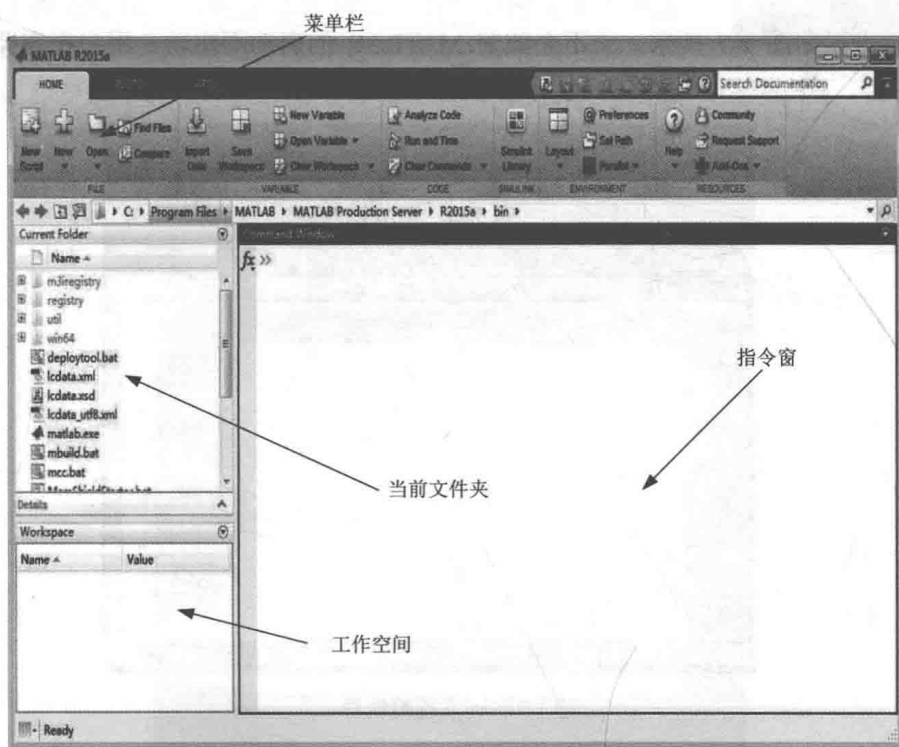 菜单栏
MATLAB R2015a
HOME
Search Documentation
New Script
New
Open
Find Files
Compare
Import Data
Save Workspace
New Variable
Open Variable
Clear Workspace
Analyze Code
Run and Time
Clear Commands
Simulink Library
Layout
Preferences
Set Path
Parallel
Help
Community
Request Support
Add-Ons
FILE
VARIABLE
CODE
SIMULINK
ENVIRONMENT
RESOURCES
C: Program Files MATLAB MATLAB Production Server R2015a bin
Current Folder
Command Window
Name
fx >>
m3iregistry
registry
util
win64
deploytool.bat
lcdata.xml
lcdata.xsd
lcdata_utf8.xml
matlab.exe
mbuild.bat
mcc.bat
指令窗
当前文件夹
Details
Workspace
Name Value
工作空间
Ready